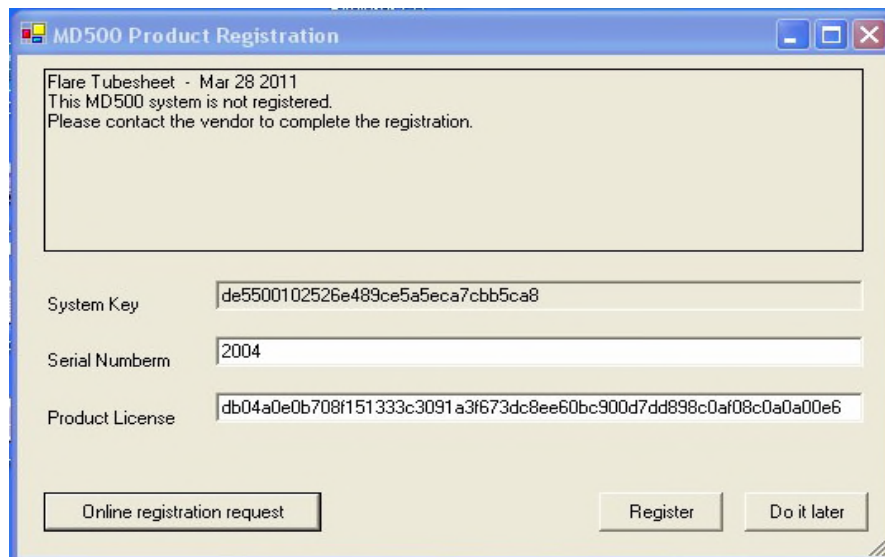 MD500 Product Registration
Flare Tubesheet - Mar 28 2011
This MD500 system is not registered.
Please contact the vendor to complete the registration.
System Key
de5500102526e489ce5a5eca7cbb5ca8
Serial Numberm
2004
Product License
db04a0e0b708f151333c3091a3f673dc8ee60bc900d7dd898c0af08c0a0a00e6
Online registration request
Register
Do it later